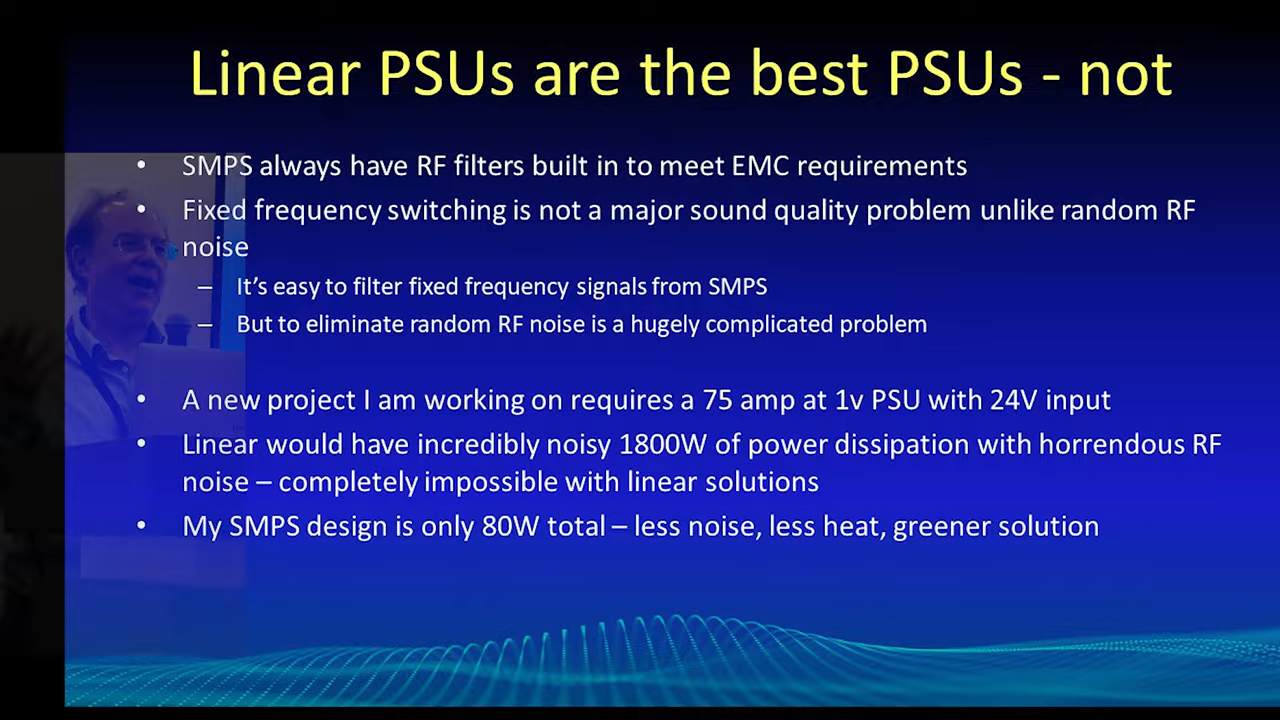 Linear PSUs are the best PSUs - not
• SMPS always have RF filters built in to meet EMC requirements
• Fixed frequency switching is not a major sound quality problem unlike random RF
noise
– It's easy to filter fixed frequency signals from SMPS
– But to eliminate random RF noise is a hugely complicated problem
• A new project I am working on requires a 75 amp at 1v PSU with 24V input
• Linear would have incredibly noisy 1800W of power dissipation with horrendous RF
noise – completely impossible with linear solutions
• My SMPS design is only 80W total – less noise, less heat, greener solution